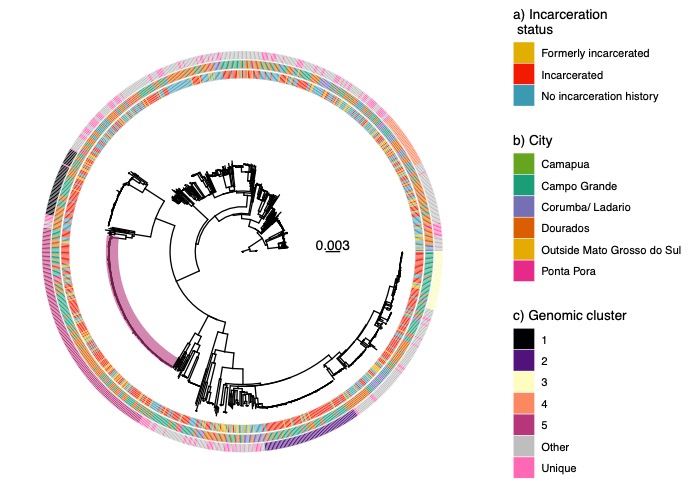 a) Incarceration
status
Formerly incarcerated
Incarcerated
No incarceration history
b) City
Camapua
Campo Grande
Corumba/ Ladario
Dourados
Outside Mato Grosso do Sul
Ponta Pora
0.003
c) Genomic cluster
1
2
3
4
5
Other
Unique